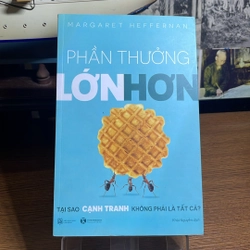 MARGARET HEFFERNAN
PHẦN THƯỞNG
LỚN HƠN
TẠI SAO CẠNH TRANH KHÔNG PHẢI LÀ TẤT CẢ?